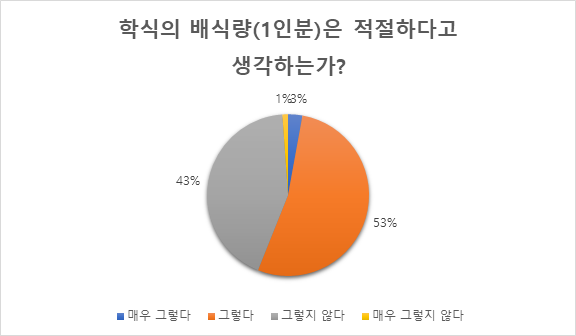 학식의 배식량(1인분)은 적절하다고
생각하는가?
1%
3%
43%
53%
매우 그렇다 그렇다 그렇지 않다 매우 그렇지 않다